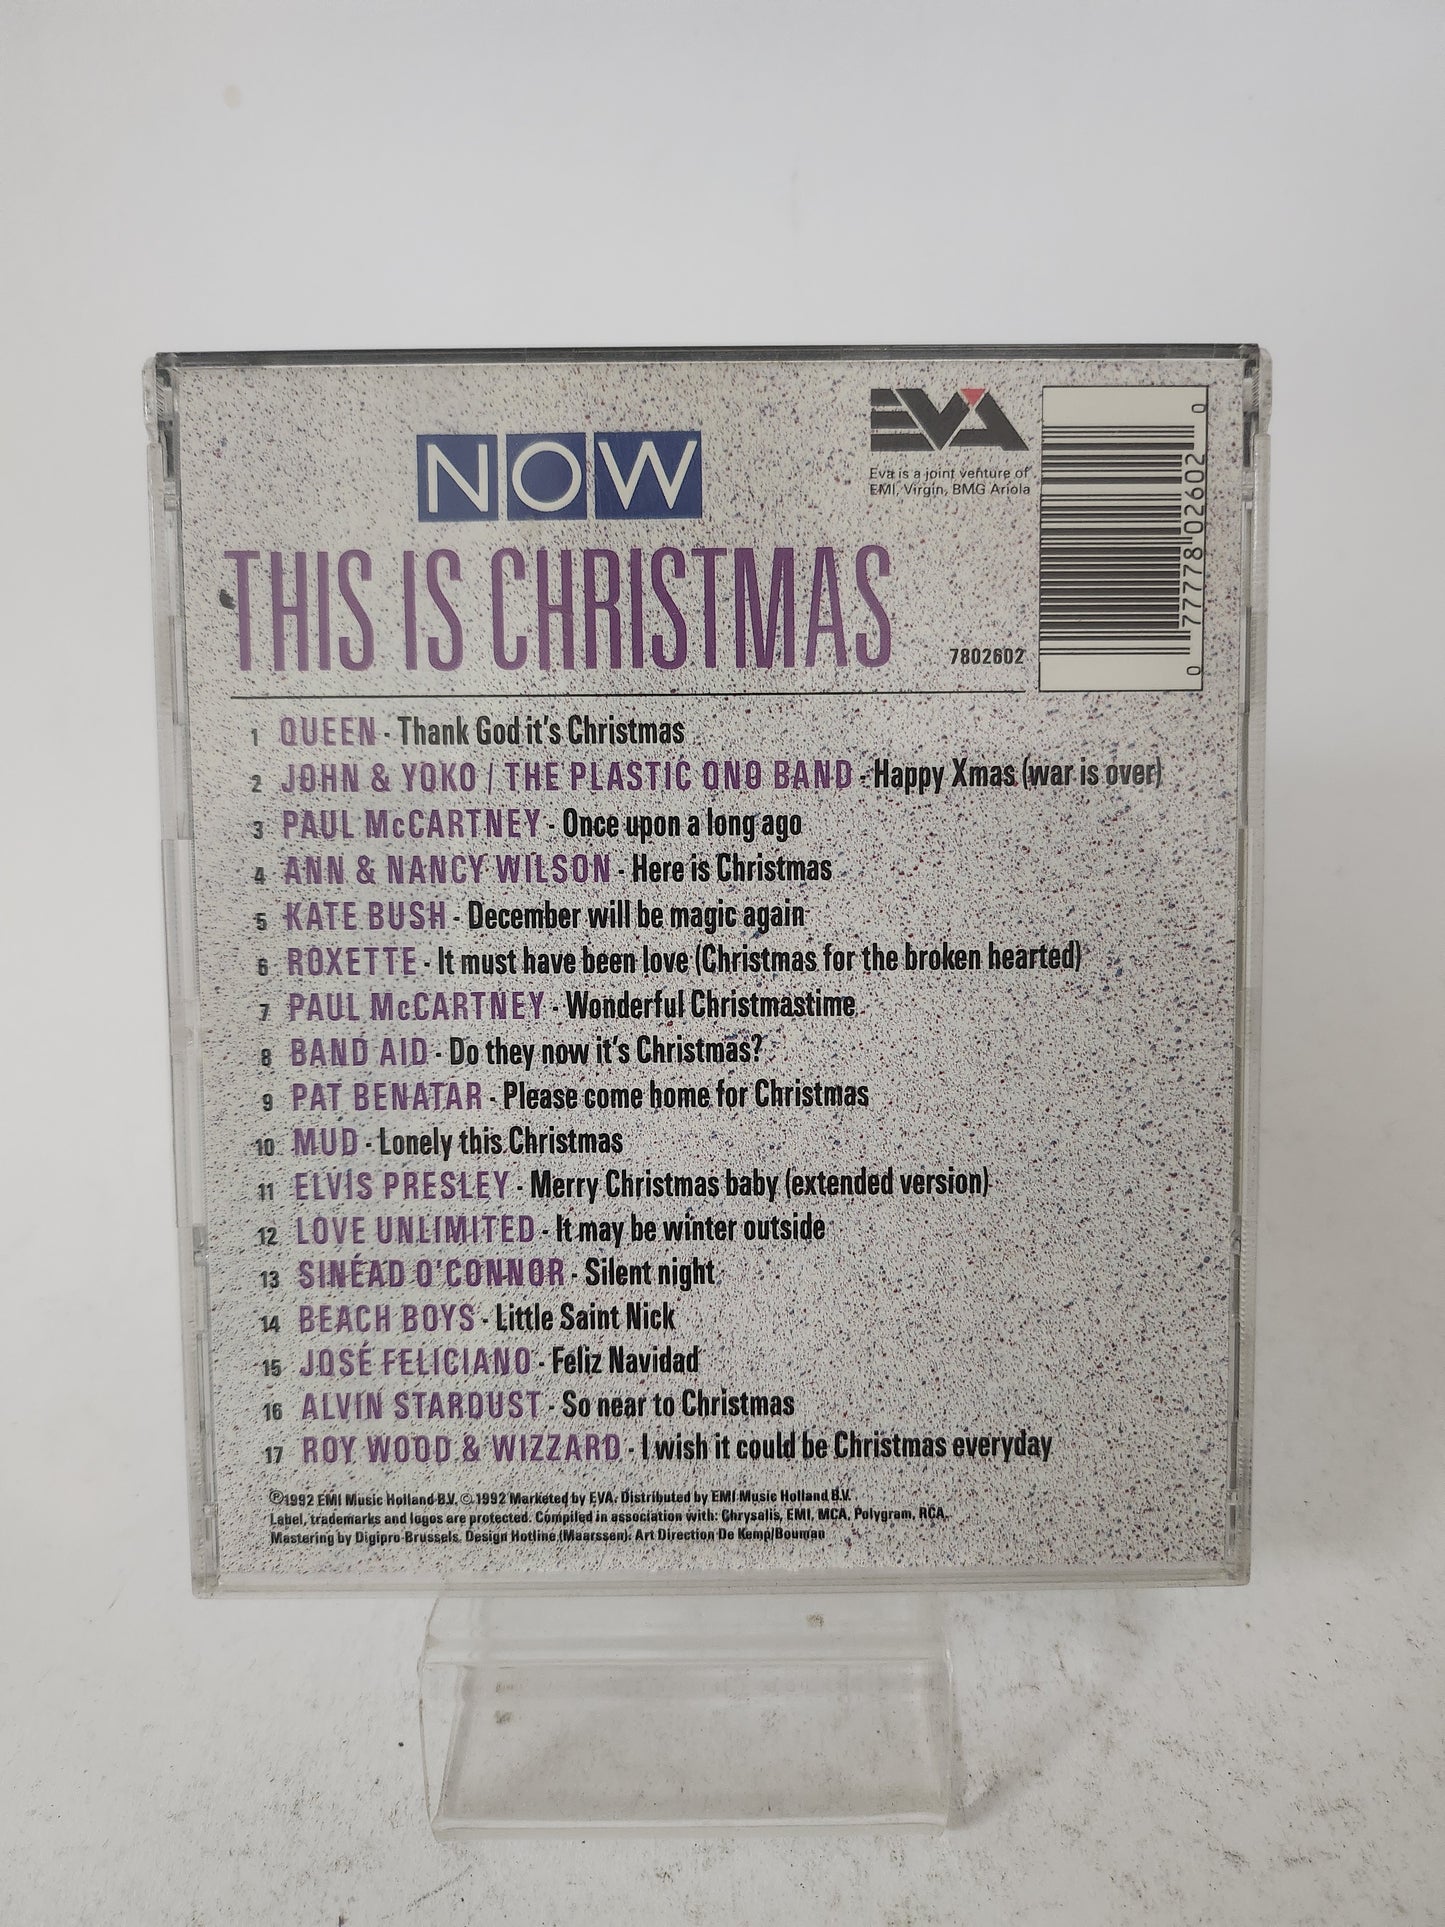 NOW
EVA
Eva is a joint venture of
EMI, Virgin, BMG Ariola
THIS IS CHRISTMAS
7802602
0 77778 02602 0
1 QUEEN - Thank God it's Christmas
2 JOHN & YOKO / THE PLASTIC ONO BAND - Happy Xmas (war is over)
3 PAUL McCARTNEY - Once upon a long ago
4 ANN & NANCY WILSON - Here is Christmas
5 KATE BUSH - December will be magic again
6 ROXETTE - It must have been love (Christmas for the broken hearted)
7 PAUL McCARTNEY - Wonderful Christmastime
8 BAND AID - Do they now it's Christmas?
9 PAT BENATAR - Please come home for Christmas
10 MUD - Lonely this Christmas
11 ELVIS PRESLEY - Merry Christmas baby (extended version)
12 LOVE UNLIMITED - It may be winter outside
13 SINÉAD O'CONNOR - Silent night
14 BEACH BOYS - Little Saint Nick
15 JOSÉ FELICIANO - Feliz Navidad
16 ALVIN STARDUST - So near to Christmas
17 ROY WOOD & WIZZARD - I wish it could be Christmas everyday
℗1992 EMI Music Holland B.V. ©1992 Marketed by EVA. Distributed by EMI Music Holland B.V.
Label, trademarks and logos are protected. Compiled in association with: Chrysalis, EMI, MCA, Polygram, RCA.
Mastering by Digipro-Brussels. Design Hotline (Maarssen). Art Direction De Kemp/Bouman